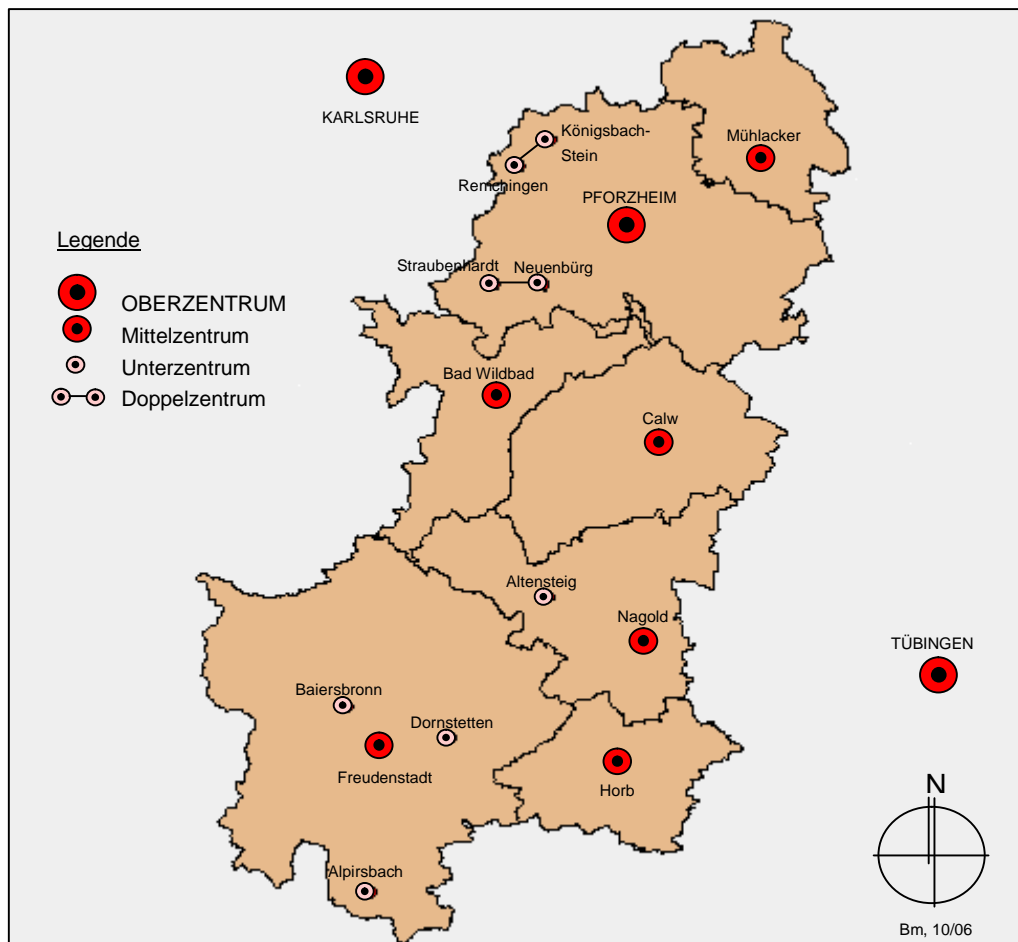 KARLSRUHE
Königsbach-
Stein
Remchingen
Mühlacker
PFORZHEIM
Legende
OBERZENTRUM
Mittelzentrum
Unterzentrum
Doppelzentrum
Straubenhardt
Neuenbürg
Bad Wildbad
Calw
Altensteig
Nagold
TÜBINGEN
Baiersbronn
Dornstetten
Freudenstadt
Horb
Alpirsbach
N
Bm, 10/06